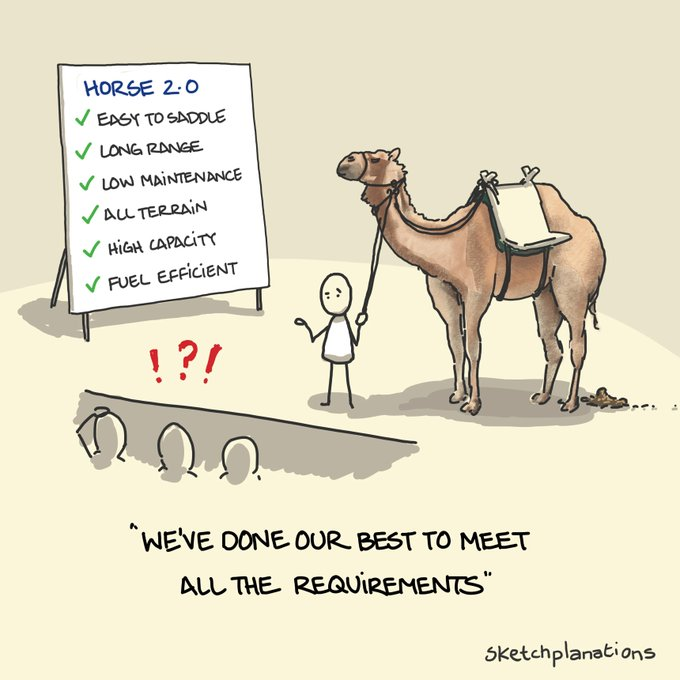 HORSE 2.0
✓ EASY TO SADDLE
✓ LONG RANGE
✓ LOW MAINTENANCE
✓ ALL TERRAIN
✓ HIGH CAPACITY
✓ FUEL EFFICIENT
!?!
"WE'VE DONE OUR BEST TO MEET
ALL THE REQUIREMENTS"
sketchplanations